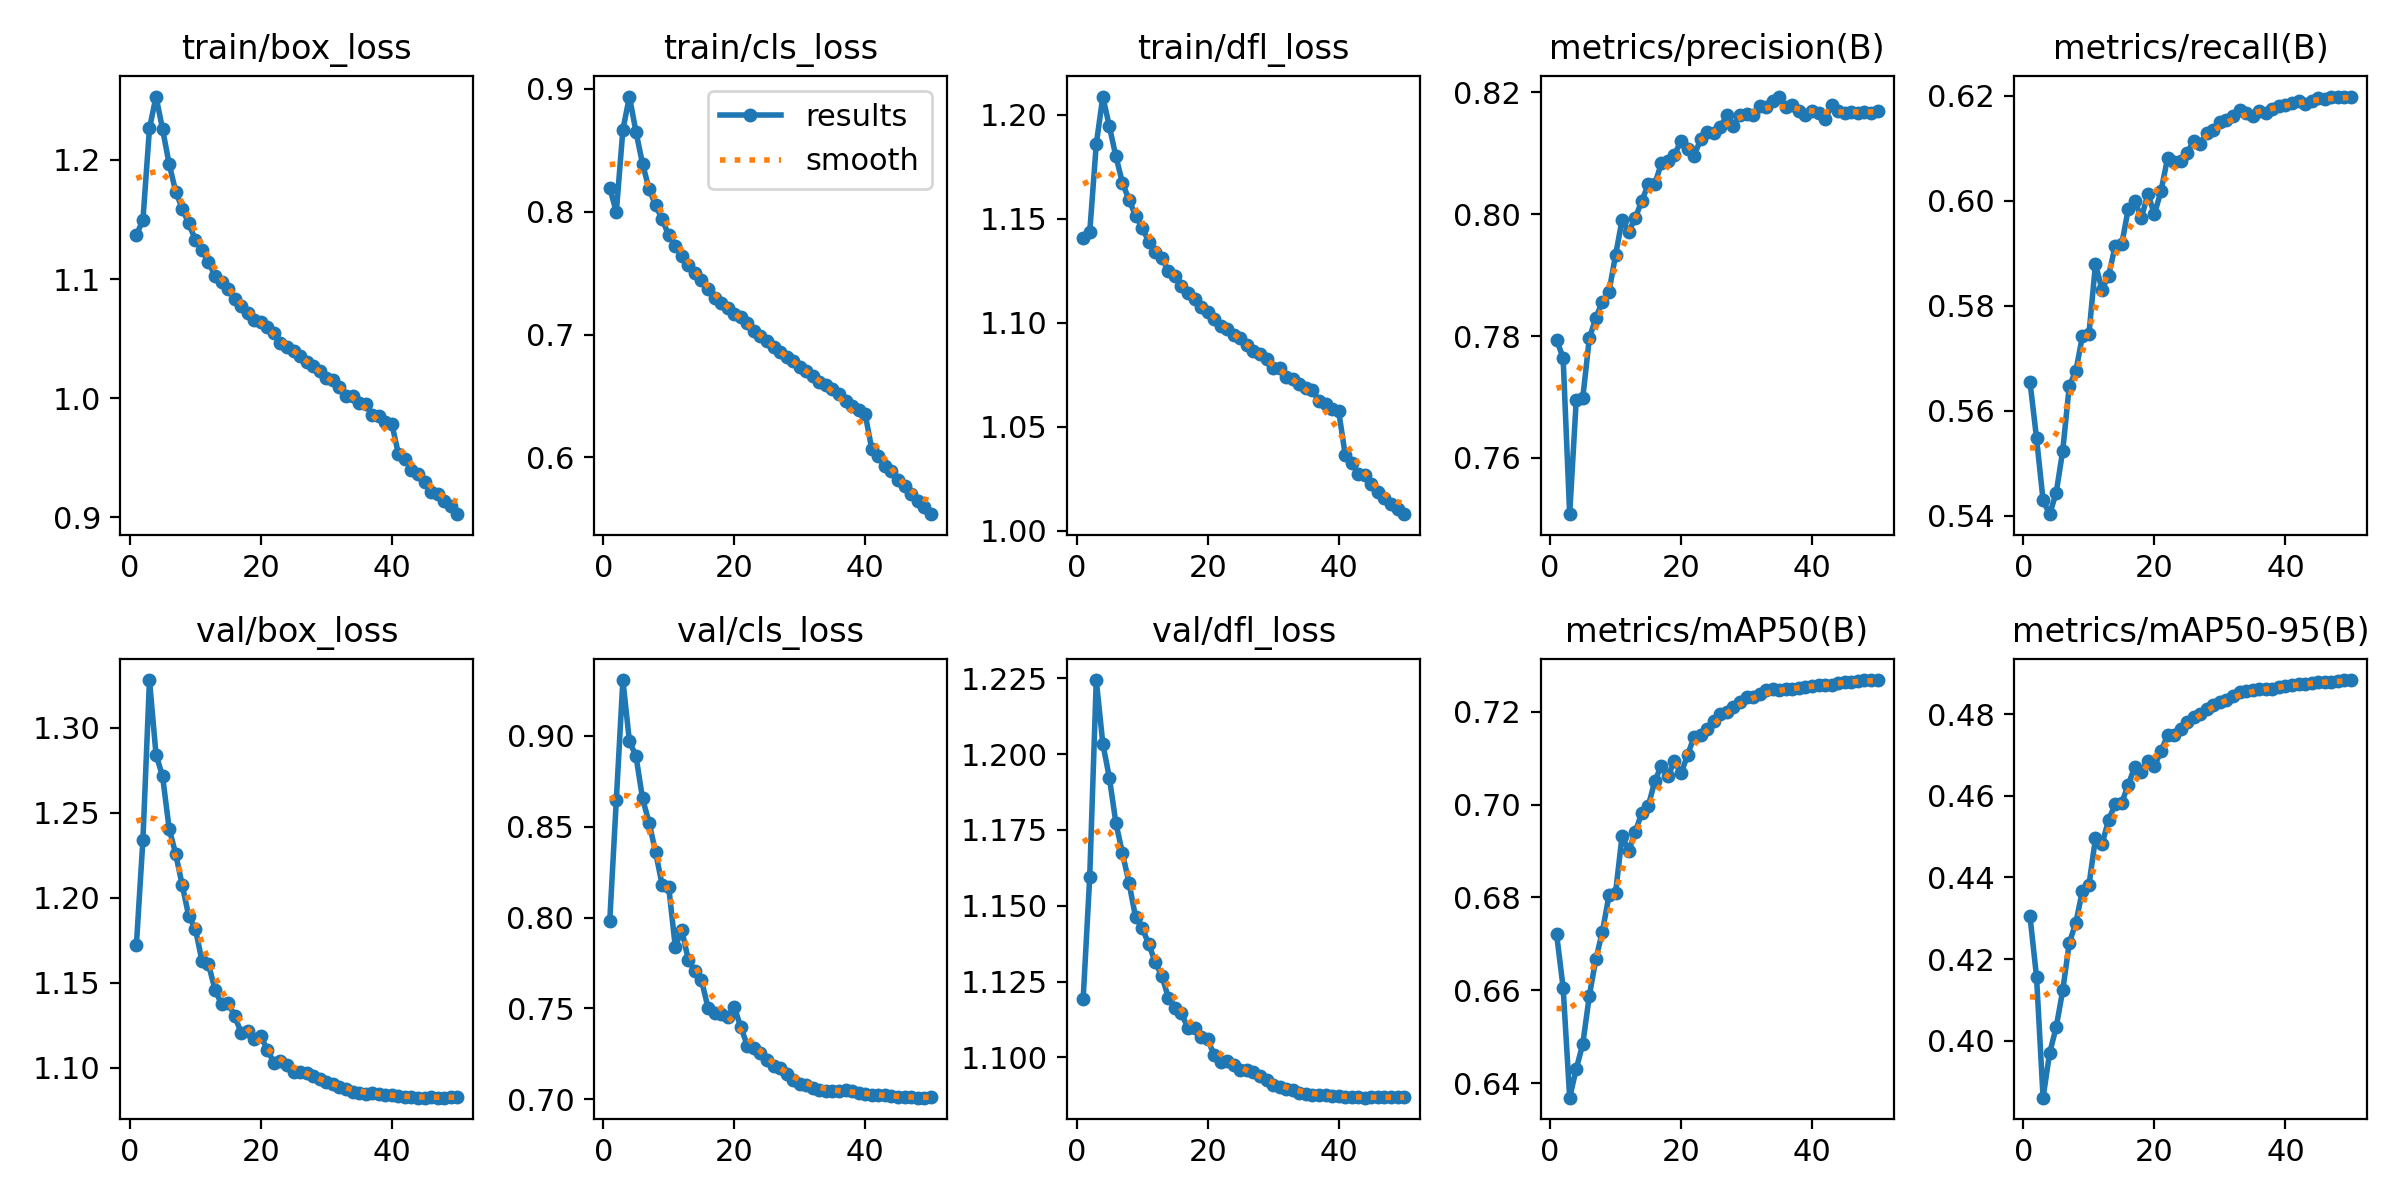 train/box_loss
1.2
1.1
1.0
0.9
0 20 40
train/cls_loss
results
smooth
0.9
0.8
0.7
0.6
0 20 40
train/dfl_loss
1.20
1.15
1.10
1.05
1.00
0 20 40
metrics/precision(B)
0.82
0.80
0.78
0.76
0 20 40
metrics/recall(B)
0.62
0.60
0.58
0.56
0.54
0 20 40
val/box_loss
1.30
1.25
1.20
1.15
1.10
0 20 40
val/cls_loss
0.90
0.85
0.80
0.75
0.70
0 20 40
val/dfl_loss
1.225
1.200
1.175
1.150
1.125
1.100
0 20 40
metrics/mAP50(B)
0.72
0.70
0.68
0.66
0.64
0 20 40
metrics/mAP50-95(B)
0.48
0.46
0.44
0.42
0.40
0 20 40